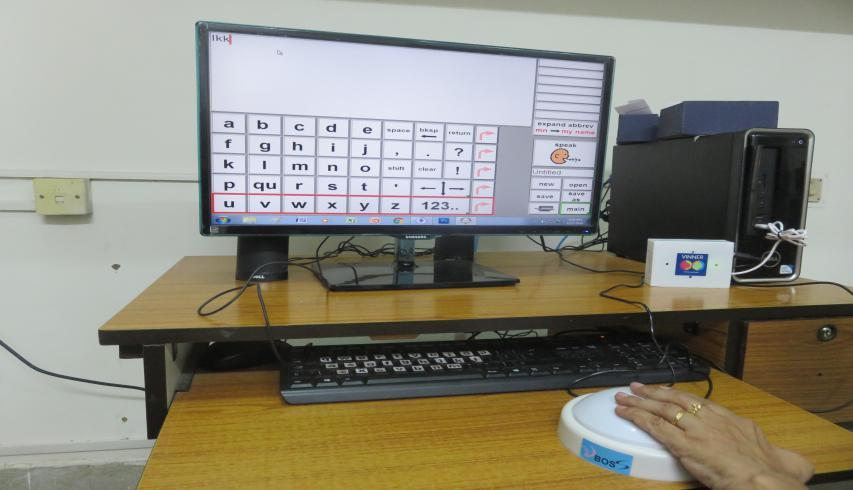 lkk
expand abbrev
mn → my name
speak
Untitled
new open
save save as
main
a b c d e space bksp return
f g h i j , . ?
k l m n o shift clear !
p qu r s t '
u v w x y z 123..
SAMSUNG
DELL
VINNER
BOSS